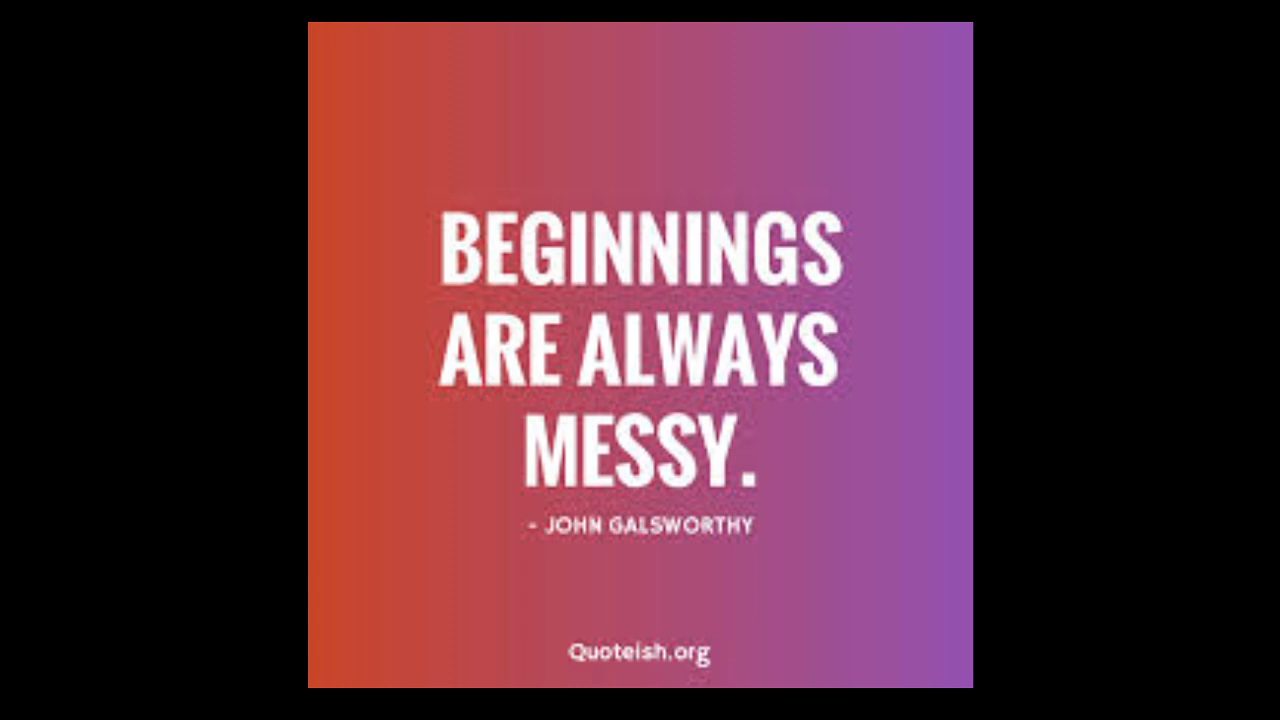 BEGINNINGS
ARE ALWAYS
MESSY.
- JOHN GALSWORTHY
Quoteish.org